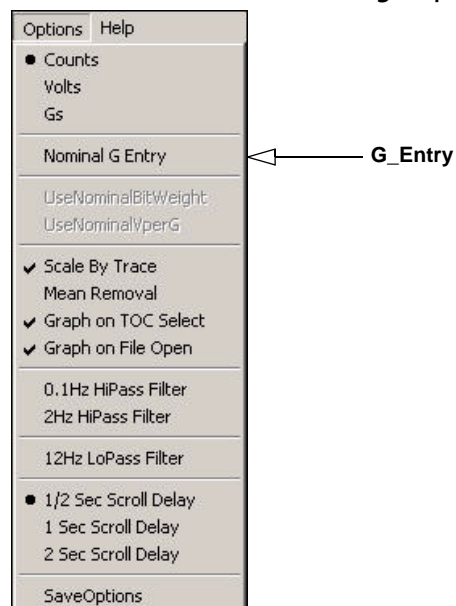 Options Help
Counts
Volts
Gs
Nominal G Entry
G_Entry
UseNominalBitWeight
UseNominalVperG
Scale By Trace
Mean Removal
Graph on TOC Select
Graph on File Open
0.1Hz HiPass Filter
2Hz HiPass Filter
12Hz LoPass Filter
1/2 Sec Scroll Delay
1 Sec Scroll Delay
2 Sec Scroll Delay
SaveOptions